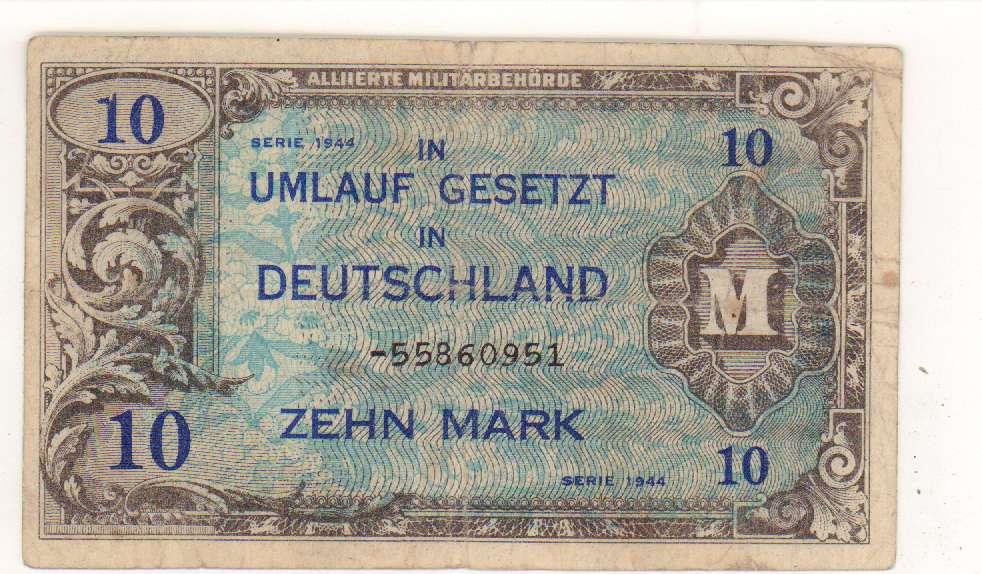 ALLIIERTE MILITÄRBEHÖRDE
10
10
SERIE 1944
IN
UMLAUF GESETZT
IN
DEUTSCHLAND
M
-55860951
ZEHN MARK
10
10
SERIE 1944